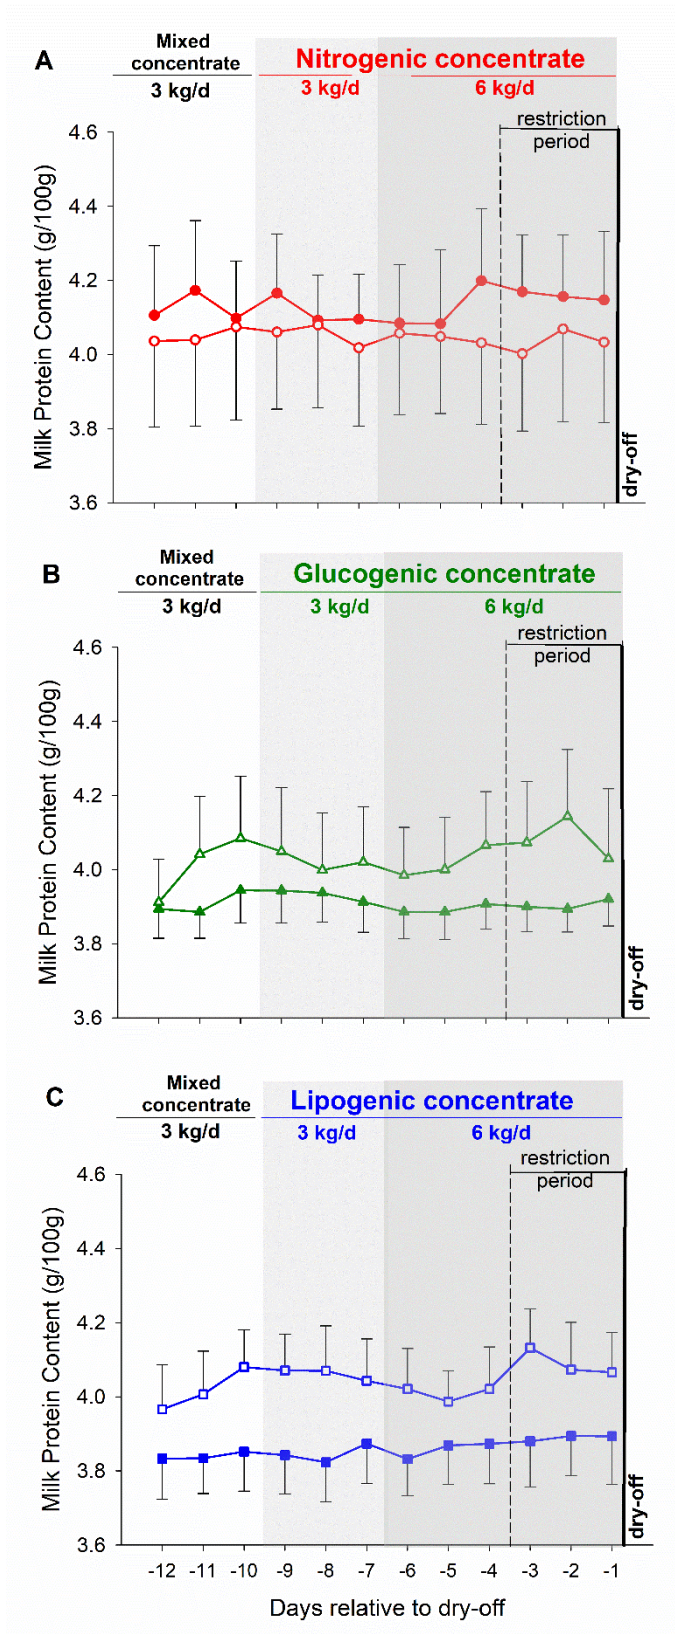 A
Mixed
concentrate
3 kg/d
Nitrogenic concentrate
3 kg/d
6 kg/d
restriction
period
Milk Protein Content (g/100g)
4.6
4.4
4.2
4.0
3.8
3.6
dry-off
B
Mixed
concentrate
3 kg/d
Glucogenic concentrate
3 kg/d
6 kg/d
restriction
period
Milk Protein Content (g/100g)
4.6
4.4
4.2
4.0
3.8
3.6
dry-off
C
Mixed
concentrate
3 kg/d
Lipogenic concentrate
3 kg/d
6 kg/d
restriction
period
Milk Protein Content (g/100g)
4.6
4.4
4.2
4.0
3.8
3.6
dry-off
-12 -11 -10 -9 -8 -7 -6 -5 -4 -3 -2 -1
Days relative to dry-off